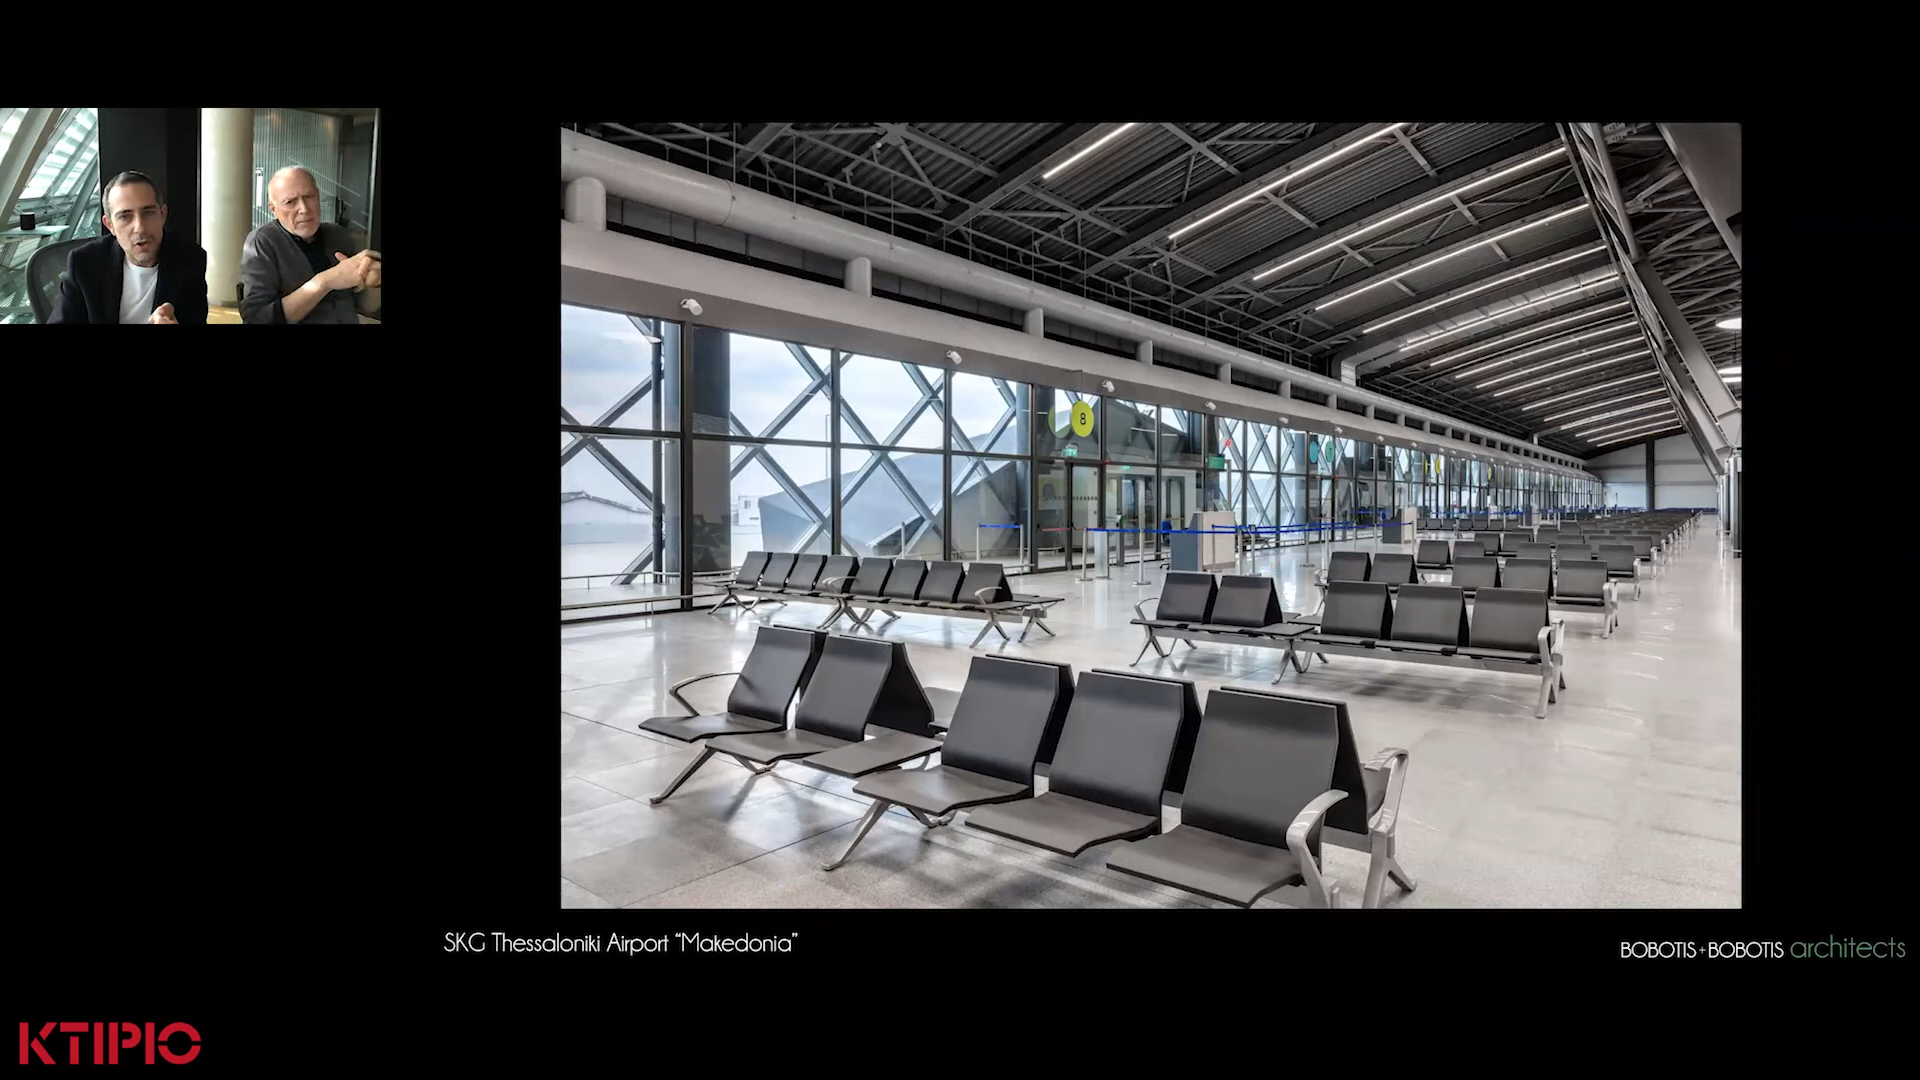 8
SKG Thessaloniki Airport “Makedonia”
BOBOTIS+BOBOTIS architects
KTIPIO